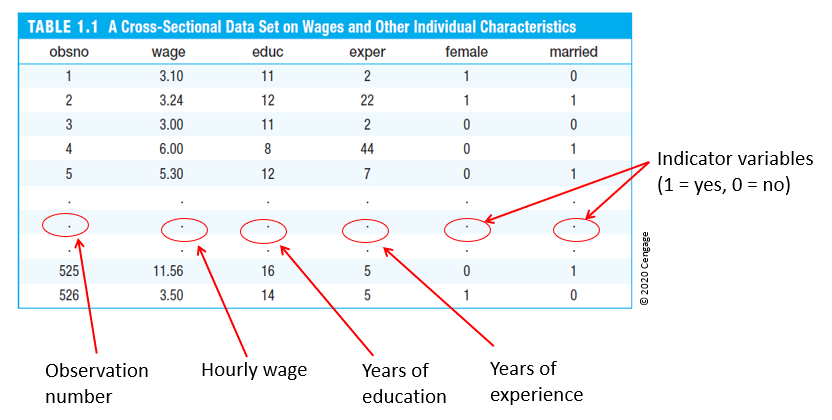 TABLE 1.1 A Cross-Sectional Data Set on Wages and Other Individual Characteristics
obsno wage educ exper female married
1 3.10 11 2 1 0
2 3.24 12 22 1 1
3 3.00 11 2 0 0
4 6.00 8 44 0 1
5 5.30 12 7 0 1
. . . . . .
. . . . . .
. . . . . .
525 11.56 16 5 0 1
526 3.50 14 5 1 0
Indicator variables
(1 = yes, 0 = no)
© 2020 Cengage
Observation
number
Hourly wage
Years of
education
Years of
experience